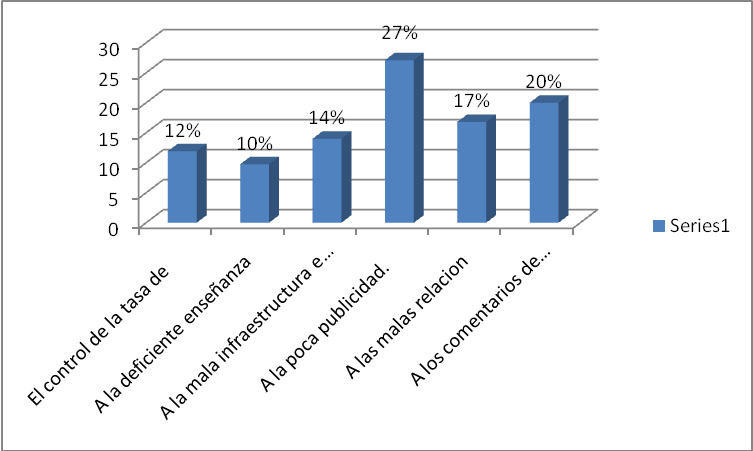 27%
30
25
20
15
10
5
0
12%
10%
14%
17%
20%
Series1
El control de la tasa de
A la deficiente enseñanza
A la mala infraestructura e...
A la poca publicidad.
A las malas relacion
A los comentarios de...